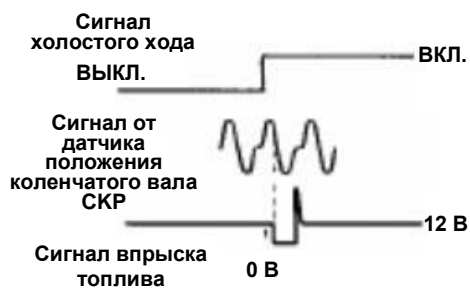 Сигнал
холостого хода
ВЫКЛ.
ВКЛ.
Сигнал от
датчика
положения
коленчатого вала
СКР
12 В
Сигнал впрыска
топлива
0 В